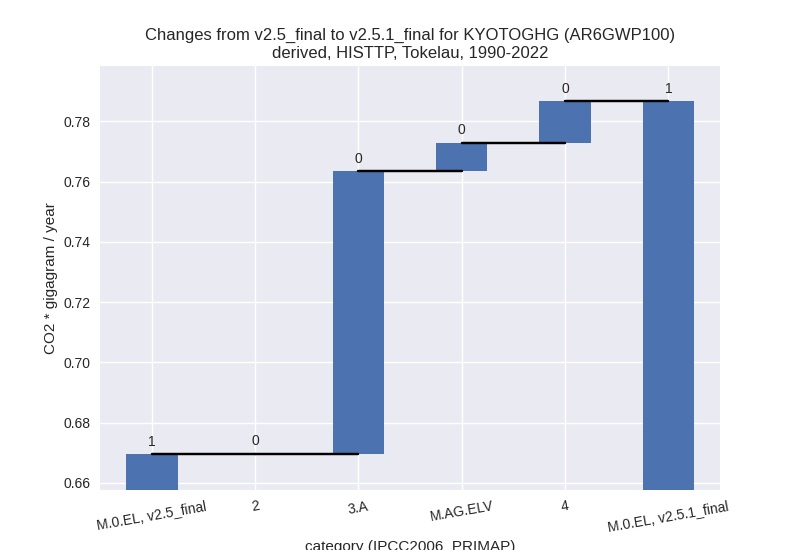 Changes from v2.5_final to v2.5.1_final for KYOTOGHG (AR6GWP100)
derived, HISTTP, Tokelau, 1990-2022
CO2 * gigagram / year
0.78
0.76
0.74
0.72
0.70
0.68
0.66
1
0
0
0
0
1
M.0.EL, v2.5_final
2
3.A
M.AG.ELV
4
M.0.EL, v2.5.1_final
category (IPCC2006_PRIMAP)